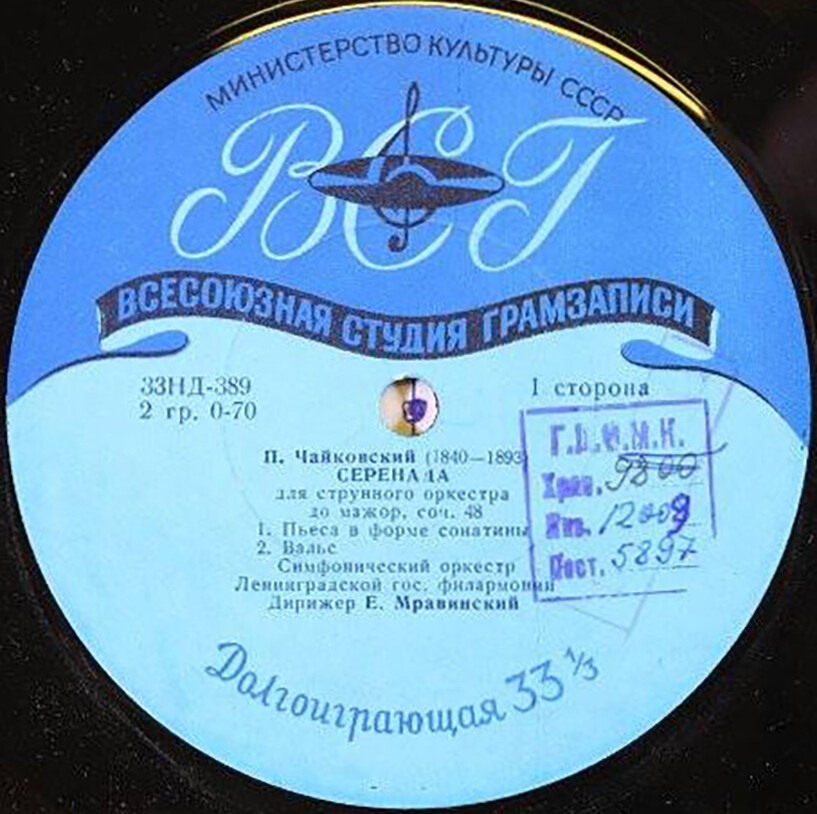 МИНИСТЕРСТВО КУЛЬТУРЫ СССР
ВСГ
ВСЕСОЮЗНАЯ СТУДИЯ ГРАМЗАПИСИ
33НД-389
2 гр. 0-70
I сторона
П. Чайковский (1840—1893)
СЕРЕНАДА
для струнного оркестра
до мажор, соч. 48
1. Пьеса в форме сонатины
2. Вальс
Симфонический оркестр
Ленинградской гос. филармонии
Дирижер Е. Мравинский
Г.Д.М.К.
Хран. 9800
Инв. 12009
Пост. 5897
Долгоиграющая 33⅓